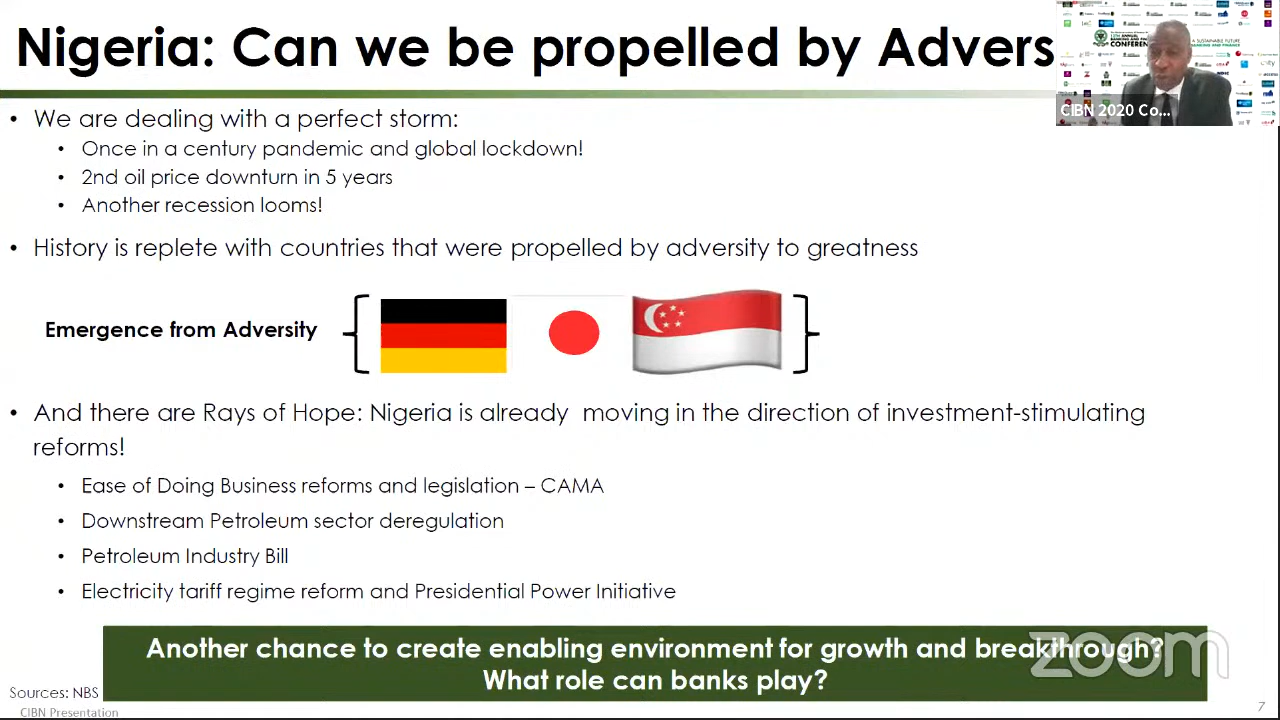 Nigeria: Can we be propelled by Advers
CIBN 2020 Co...
• We are dealing with a perfect storm:
• Once in a century pandemic and global lockdown!
• 2nd oil price downturn in 5 years
• Another recession looms!
• History is replete with countries that were propelled by adversity to greatness
Emergence from Adversity
• And there are Rays of Hope: Nigeria is already moving in the direction of investment-stimulating
reforms!
• Ease of Doing Business reforms and legislation – CAMA
• Downstream Petroleum sector deregulation
• Petroleum Industry Bill
• Electricity tariff regime reform and Presidential Power Initiative
Another chance to create enabling environment for growth and breakthrough?
What role can banks play?
zoom
Sources: NBS
CIBN Presentation
7